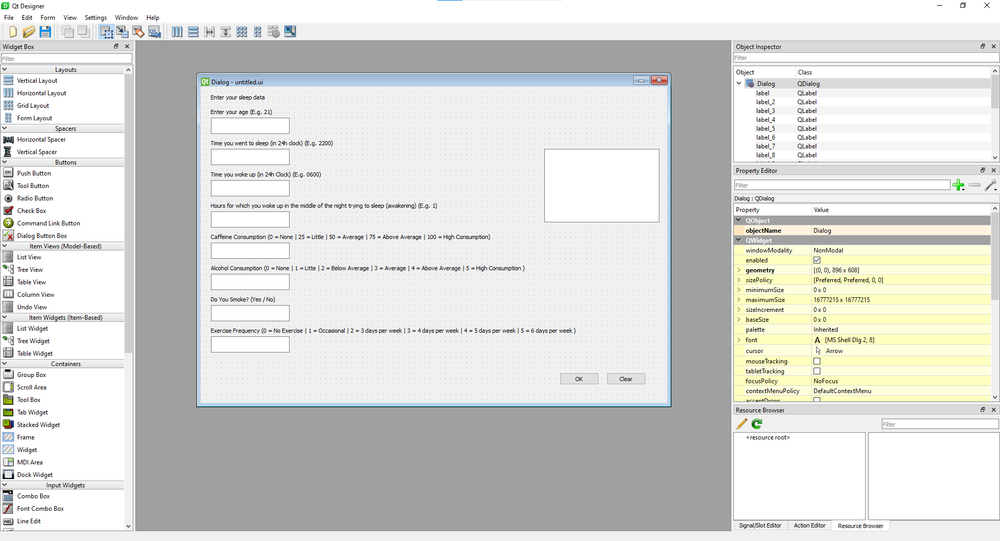 Qt Designer
File Edit Form View Settings Window Help
Widget Box
Filter
Layouts
Vertical Layout
Horizontal Layout
Grid Layout
Form Layout
Spacers
Horizontal Spacer
Vertical Spacer
Buttons
Push Button
Tool Button
Radio Button
Check Box
Command Link Button
Dialog Button Box
Item Views (Model-Based)
List View
Tree View
Table View
Column View
Undo View
Item Widgets (Item-Based)
List Widget
Tree Widget
Table Widget
Containers
Group Box
Scroll Area
Tool Box
Tab Widget
Stacked Widget
Frame
Widget
MDI Area
Dock Widget
Input Widgets
Combo Box
Font Combo Box
Line Edit
Dialog - untitled.ui
Enter your sleep data
Enter your age (E.g. 21)
Time you went to sleep (in 24h clock) (E.g. 2200)
Time you woke up (in 24h Clock) (E.g. 0600)
Hours for which you woke up in the middle of the night trying to sleep (awakening) (E.g. 1)
Caffeine Consumption (0 = None | 25 = Little | 50 = Average | 75 = Above Average | 100 = High Consumption)
Alcohol Consumption (0 = None | 1 = Litte | 2 = Below Average | 3 = Average | 4 = Above Average | 5 = High Consumption )
Do You Smoke? (Yes / No)
Exercise Frequency (0 = No Exercise | 1 = Occasional | 2 = 3 days per week | 3 = 4 days per week | 4 = 5 days per week | 5 = 6 days per week )
OK Clear
Object Inspector
Filter
Object Class
Dialog QDialog
label QLabel
label_2 QLabel
label_3 QLabel
label_4 QLabel
label_5 QLabel
label_6 QLabel
label_7 QLabel
label_8 QLabel
Property Editor
Filter
Dialog : QDialog
Property Value
QObject
objectName Dialog
QWidget
windowModality NonModal
enabled
geometry [(0, 0), 896 x 608]
sizePolicy [Preferred, Preferred, 0, 0]
minimumSize 0 x 0
maximumSize 16777215 x 16777215
sizeIncrement 0 x 0
baseSize 0 x 0
palette Inherited
font A [MS Shell Dlg 2, 8]
cursor Arrow
mouseTracking
tabletTracking
focusPolicy NoFocus
contextMenuPolicy DefaultContextMenu
acceptDrops
Resource Browser
Filter
<resource root>
Signal/Slot Editor Action Editor Resource Browser